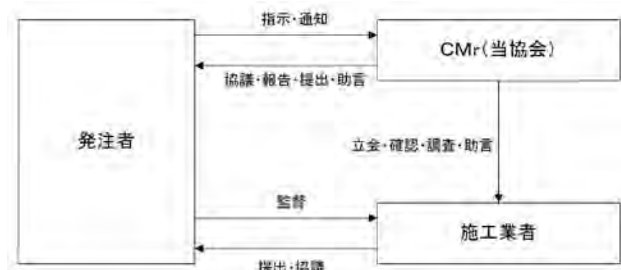 指示・通知
CMr(当協会)
協議・報告・提出・助言
発注者
立会・確認・調査・助言
監督
施工業者
提出・協議